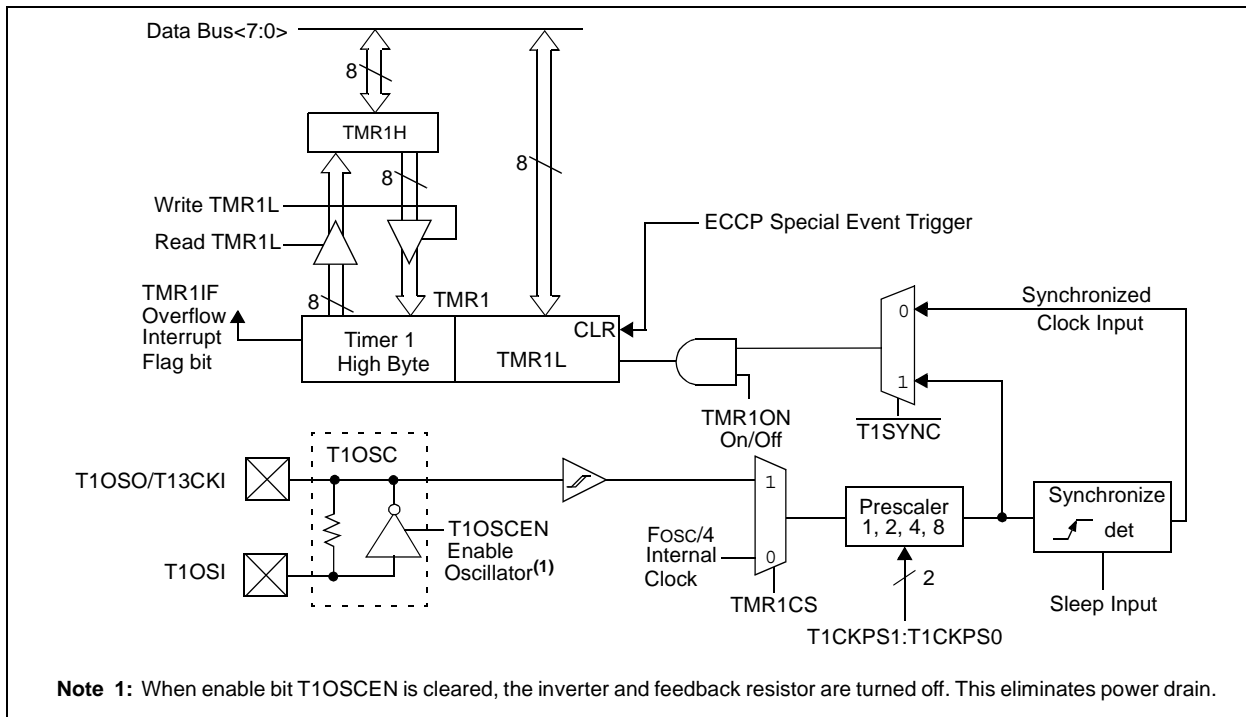 Data Bus<7:0>
8
TMR1H
8
8
Write TMR1L
Read TMR1L
ECCP Special Event Trigger
8
TMR1
TMR1IF
Overflow
Interrupt
Flag bit
Timer 1
High Byte
TMR1L
CLR
0
1
Synchronized
Clock Input
TMR1ON
On/Off
T1SYNC
T1OSC
T1OSO/T13CKI
T1OSI
T1OSCEN
Enable
Oscillator(1)
1
0
FOSC/4
Internal
Clock
TMR1CS
Prescaler
1, 2, 4, 8
2
T1CKPS1:T1CKPS0
Synchronize
det
Sleep Input
Note 1: When enable bit T1OSCEN is cleared, the inverter and feedback resistor are turned off. This eliminates power drain.